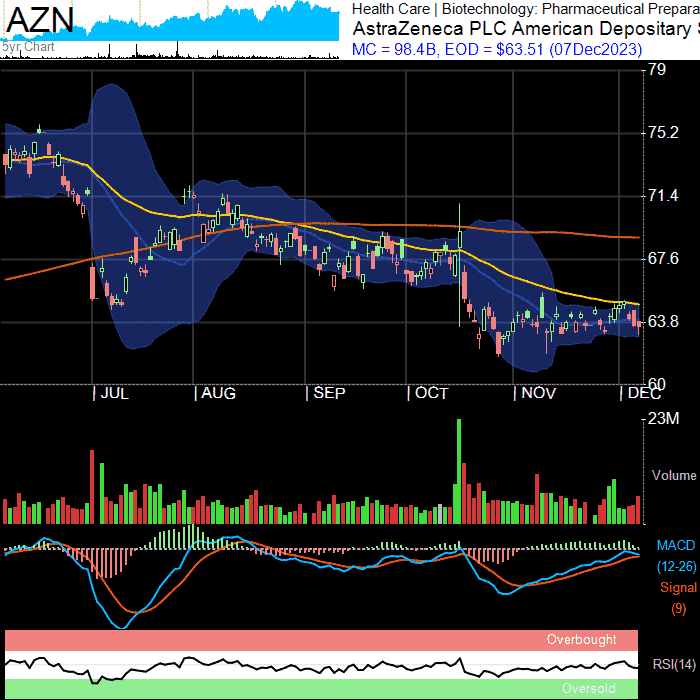 AZN
5yr Chart
Health Care | Biotechnology: Pharmaceutical Prepara
AstraZeneca PLC American Depositary S
MC = 98.4B, EOD = $63.51 (07Dec2023)
79
75.2
71.4
67.6
63.8
60
| JUL | AUG | SEP | OCT | NOV | DEC
23M
Volume
MACD
(12-26)
Signal
(9)
Overbought
RSI(14)
Oversold